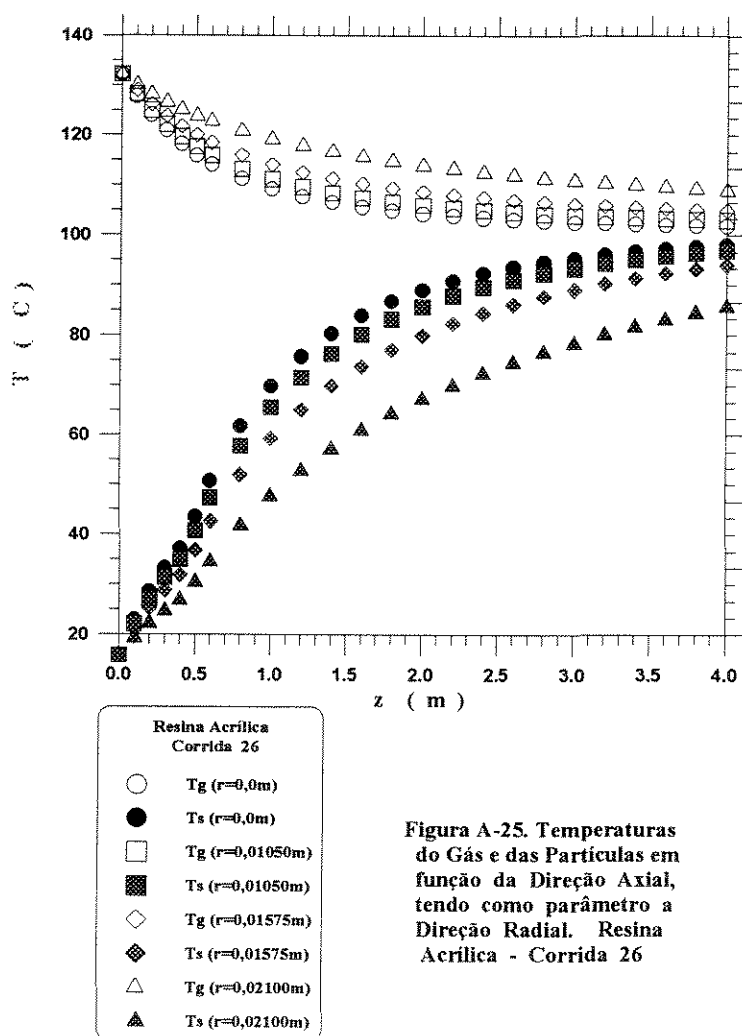 140
120
100
80
60
40
20
T ( C )
0.0 0.5 1.0 1.5 2.0 2.5 3.0 3.5 4.0
z ( m )
Resina Acrílica
Corrida 26
Tg (r=0,0m)
Ts (r=0,0m)
Tg (r=0,01050m)
Ts (r=0,01050m)
Tg (r=0,01575m)
Ts (r=0,01575m)
Tg (r=0,02100m)
Ts (r=0,02100m)
Figura A-25. Temperaturas
do Gás e das Partículas em
função da Direção Axial,
tendo como parâmetro a
Direção Radial. Resina
Acrílica - Corrida 26